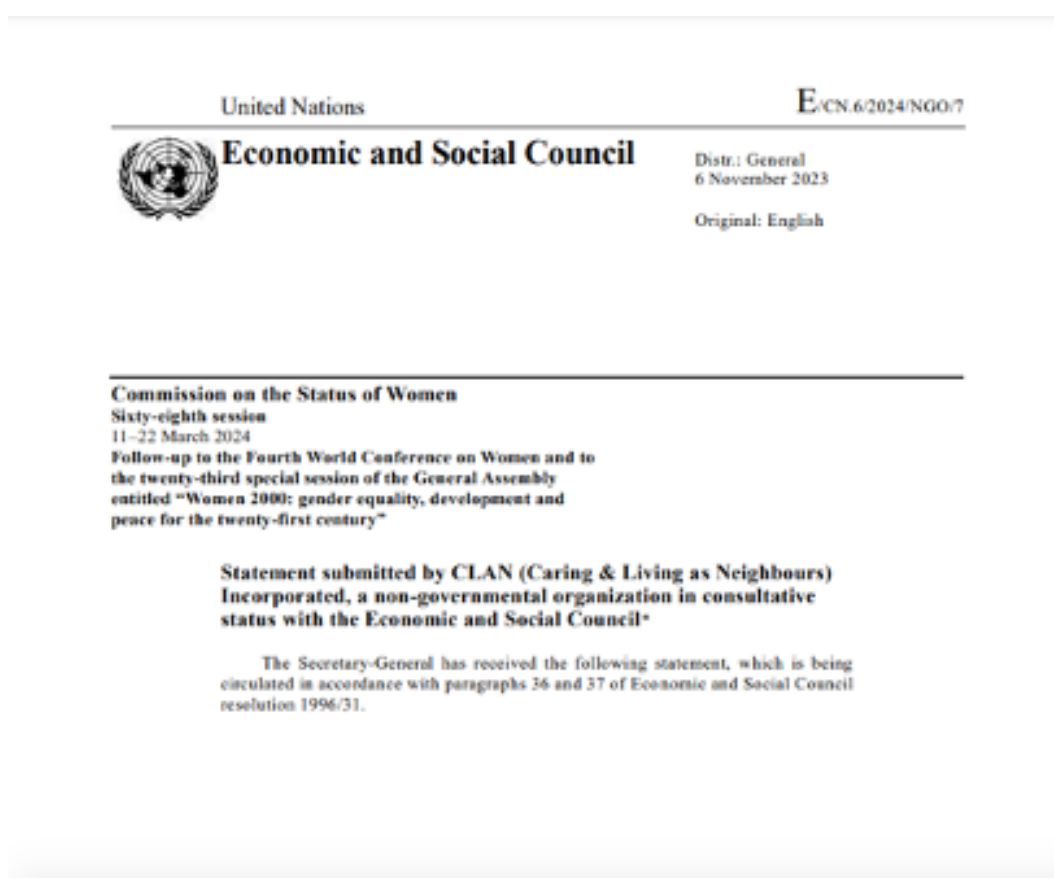 United Nations
E/CN.6/2024/NGO/7
Economic and Social Council
Distr.: General
6 November 2023
Original: English
Commission on the Status of Women
Sixty-eighth session
11–22 March 2024
Follow-up to the Fourth World Conference on Women and to
the twenty-third special session of the General Assembly
entitled “Women 2000: gender equality, development and
peace for the twenty-first century”
Statement submitted by CLAN (Caring & Living as Neighbours)
Incorporated, a non-governmental organization in consultative
status with the Economic and Social Council*
The Secretary-General has received the following statement, which is being
circulated in accordance with paragraphs 36 and 37 of Economic and Social Council
resolution 1996/31.